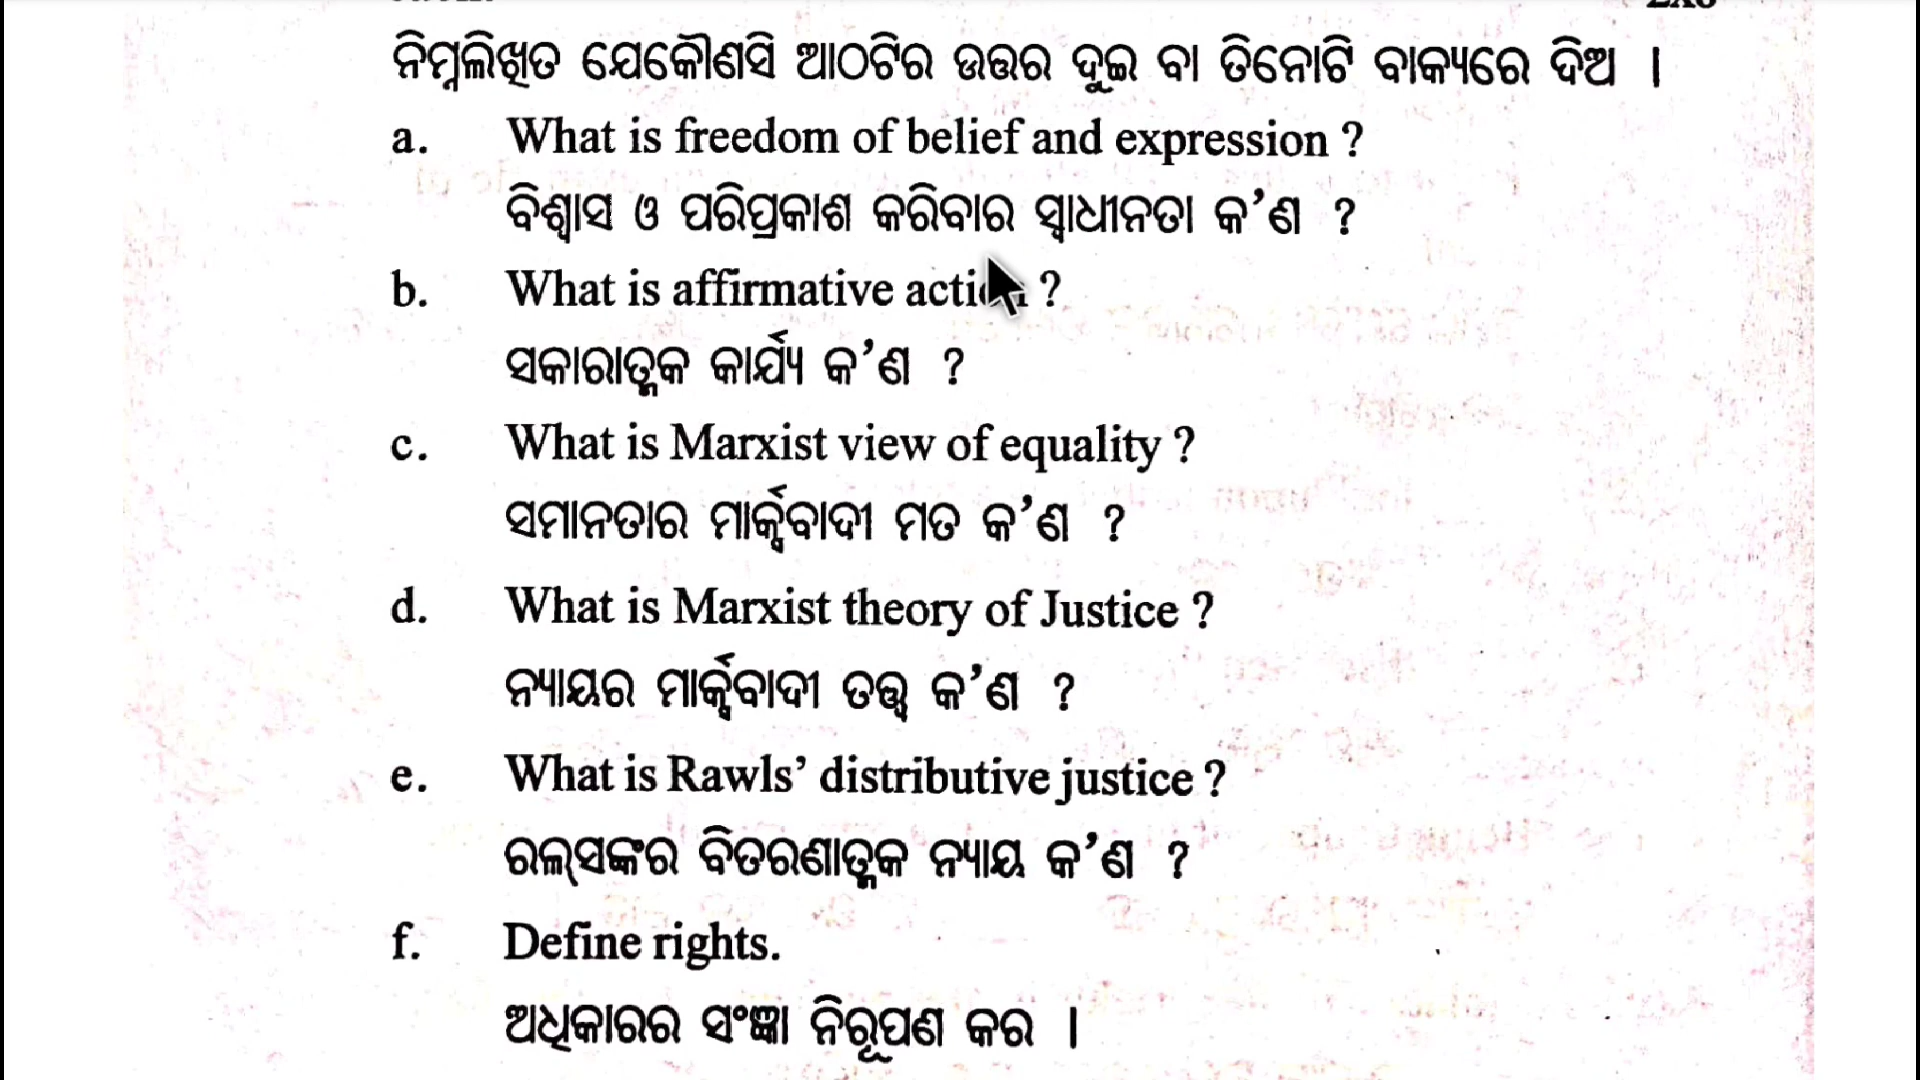 ନିମ୍ନଲିଖିତ ଯେକୌଣସି ଆଠଟିର ଉତ୍ତର ଦୁଇ ବା ତିନୋଟି ବାକ୍ୟରେ ଦିଅ ।
a. What is freedom of belief and expression ?
ବିଶ୍ୱାସ ଓ ପରିପ୍ରକାଶ କରିବାର ସ୍ୱାଧୀନତା କ’ଣ ?
b. What is affirmative action ?
ସକାରାତ୍ମକ କାର୍ଯ୍ୟ କ’ଣ ?
c. What is Marxist view of equality ?
ସମାନତାର ମାର୍କ୍ସବାଦୀ ମତ କ’ଣ ?
d. What is Marxist theory of Justice ?
ନ୍ୟାୟର ମାର୍କ୍ସବାଦୀ ତତ୍ତ୍ୱ କ’ଣ ?
e. What is Rawls’ distributive justice ?
ରଲ୍‌ସଙ୍କର ବିତରଣାତ୍ମକ ନ୍ୟାୟ କ’ଣ ?
f. Define rights.
ଅଧିକାରର ସଂଜ୍ଞା ନିରୂପଣ କର ।